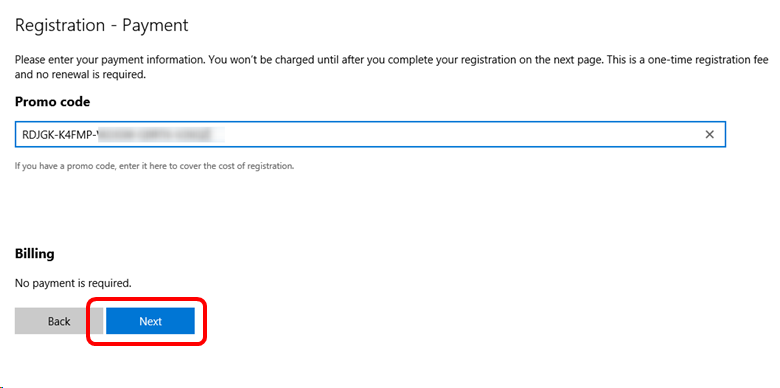 Registration - Payment
Please enter your payment information. You won't be charged until after you complete your registration on the next page. This is a one-time registration fee
and no renewal is required.
Promo code
RDJGK-K4FMP-
If you have a promo code, enter it here to cover the cost of registration.
Billing
No payment is required.
Back
Next